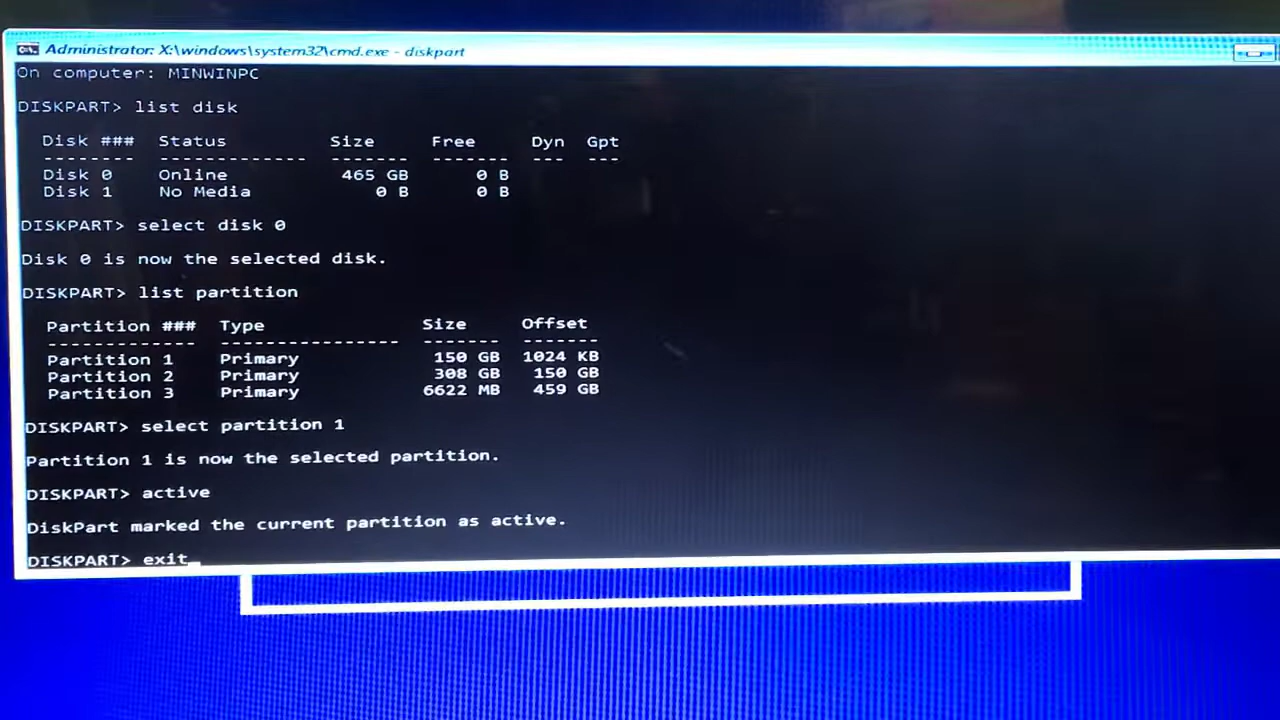 Administrator: X:\windows\system32\cmd.exe - diskpart
On computer: MINWINPC
DISKPART> list disk
Disk ### Status Size Free Dyn Gpt
-------- ------------- ------- ------- --- ---
Disk 0 Online 465 GB 0 B
Disk 1 No Media 0 B 0 B
DISKPART> select disk 0
Disk 0 is now the selected disk.
DISKPART> list partition
Partition ### Type Size Offset
------------- ---------------- ------- -------
Partition 1 Primary 150 GB 1024 KB
Partition 2 Primary 308 GB 150 GB
Partition 3 Primary 6622 MB 459 GB
DISKPART> select partition 1
Partition 1 is now the selected partition.
DISKPART> active
DiskPart marked the current partition as active.
DISKPART> exit_